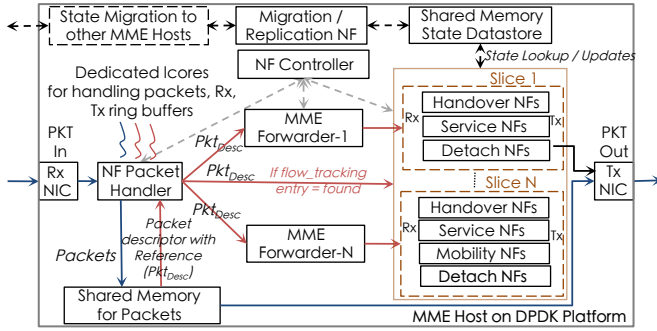 State Migration to
other MME Hosts
Migration /
Replication NF
Shared Memory
State Datastore
State Lookup / Updates
NF Controller
Dedicated lcores
for handling packets, Rx,
Tx ring buffers
Slice 1
Handover NFs
Rx
Service NFs
Tx
Detach NFs
MME
Forwarder-1
PktDesc
PKT
In
Rx
NIC
NF Packet
Handler
PktDesc
If flow_tracking
entry = found
PKT
Out
Tx
NIC
Slice N
PktDesc
Handover NFs
Rx
Service NFs
Tx
Mobility NFs
Detach NFs
MME
Forwarder-N
Packets
Packet
descriptor with
Reference
(PktDesc)
Shared Memory
for Packets
MME Host on DPDK Platform